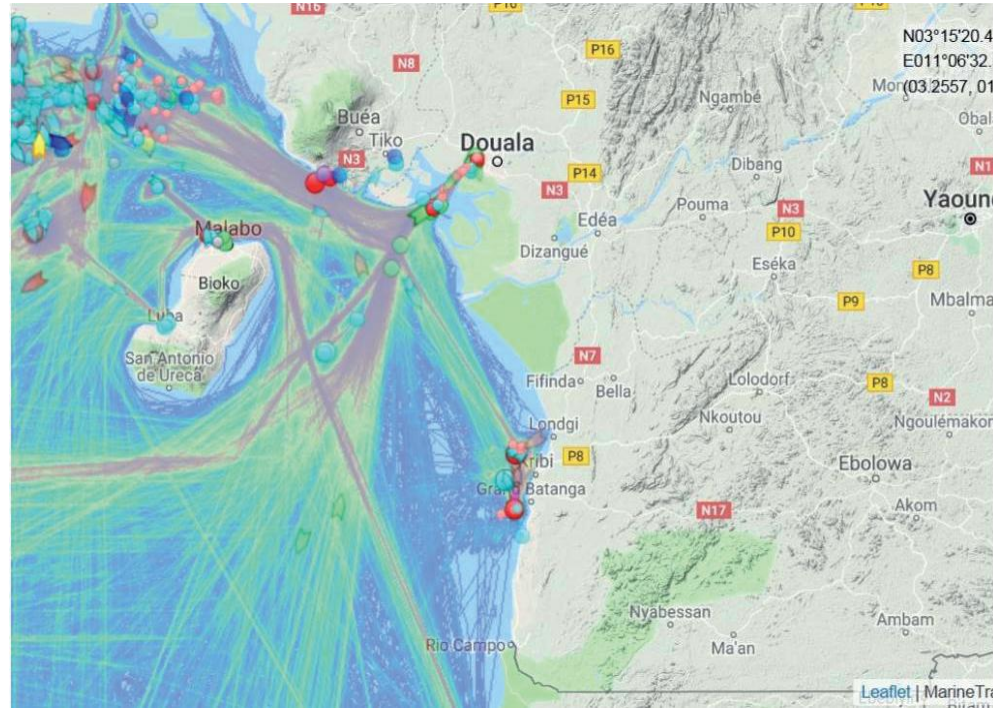 N16
P16
N03°15'20.4
E011°06'32.
(03.2557, 01
N8
P15
Ngambé
Buéa
Tiko
Douala
N3
P14
Dibang
N3
Edéa
Pouma
N3
Yaoun
P10
Dizangué
Malabo
Eséka
P8
Bioko
P9
Mbalma
Luba
San Antonio
de Ureca
N7
Fifinda
Bella
Lolodorf
P8
N2
Nkoutou
Ngoulémakon
Londgi
Kribi
P8
Ebolowa
Grand Batanga
N17
Akom
Nyabessan
Ambam
Rio Campo
Ma'an
Leaflet | MarineTra